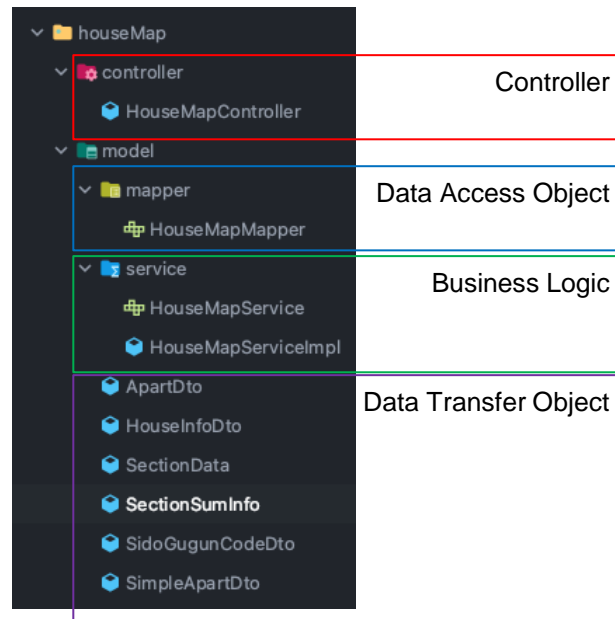 houseMap
controller
Controller
HouseMapController
model
mapper
Data Access Object
HouseMapMapper
service
Business Logic
HouseMapService
HouseMapServiceImpl
ApartDto
Data Transfer Object
HouseInfoDto
SectionData
SectionSumInfo
SidoGugunCodeDto
SimpleApartDto